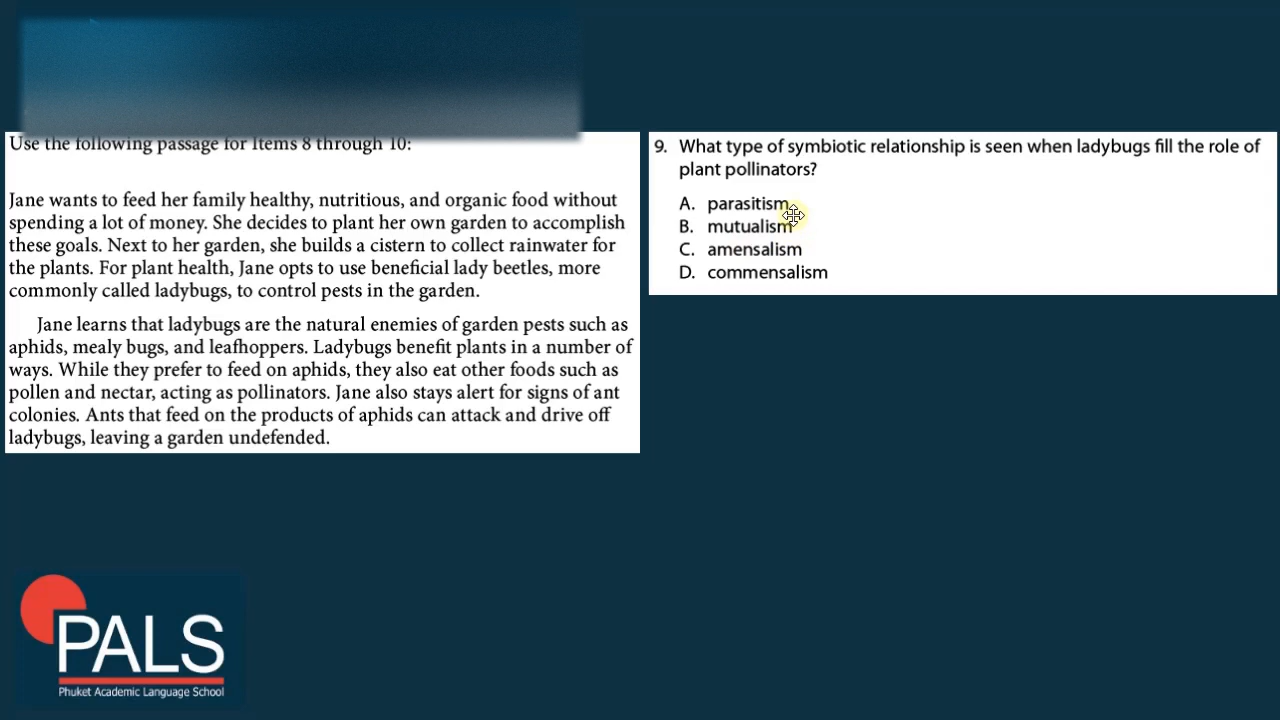 Use the following passage for Items 8 through 10:
Jane wants to feed her family healthy, nutritious, and organic food without
spending a lot of money. She decides to plant her own garden to accomplish
these goals. Next to her garden, she builds a cistern to collect rainwater for
the plants. For plant health, Jane opts to use beneficial lady beetles, more
commonly called ladybugs, to control pests in the garden.
Jane learns that ladybugs are the natural enemies of garden pests such as
aphids, mealy bugs, and leafhoppers. Ladybugs benefit plants in a number of
ways. While they prefer to feed on aphids, they also eat other foods such as
pollen and nectar, acting as pollinators. Jane also stays alert for signs of ant
colonies. Ants that feed on the products of aphids can attack and drive off
ladybugs, leaving a garden undefended.
9. What type of symbiotic relationship is seen when ladybugs fill the role of
plant pollinators?
A. parasitism
B. mutualism
C. amensalism
D. commensalism
PALS
Phuket Academic Language School